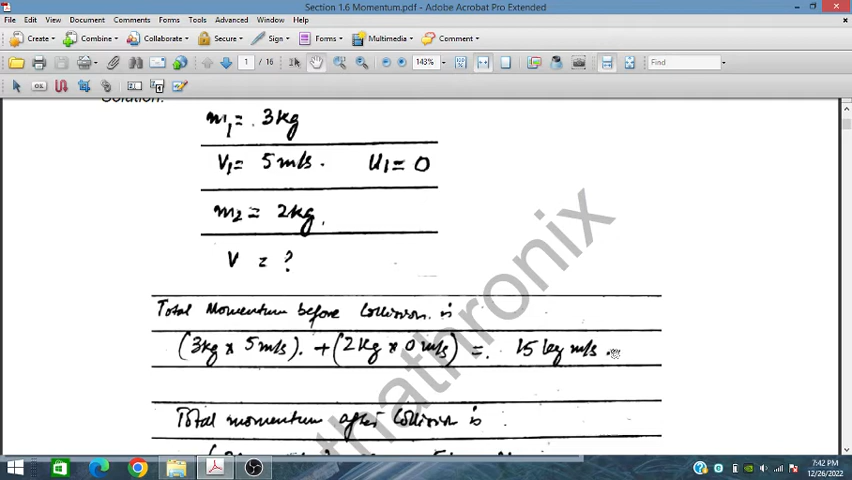 Section 1.6 Momentum.pdf - Adobe Acrobat Pro Extended
File Edit View Document Comments Forms Tools Advanced Window Help
Create Combine Collaborate Secure Sign Forms Multimedia Comment
1 / 16 143% Find
Solution:
m1 = 3kg
V1 = 5 m/s. U1 = 0
m2 = 2kg.
V = ?
Total Momentum before Collision is
(3kg x 5 m/s). + (2kg x 0 m/s) =. 15 kg m/s.
Total momentum after Collision is
thathronix
7:42 PM
12/26/2022